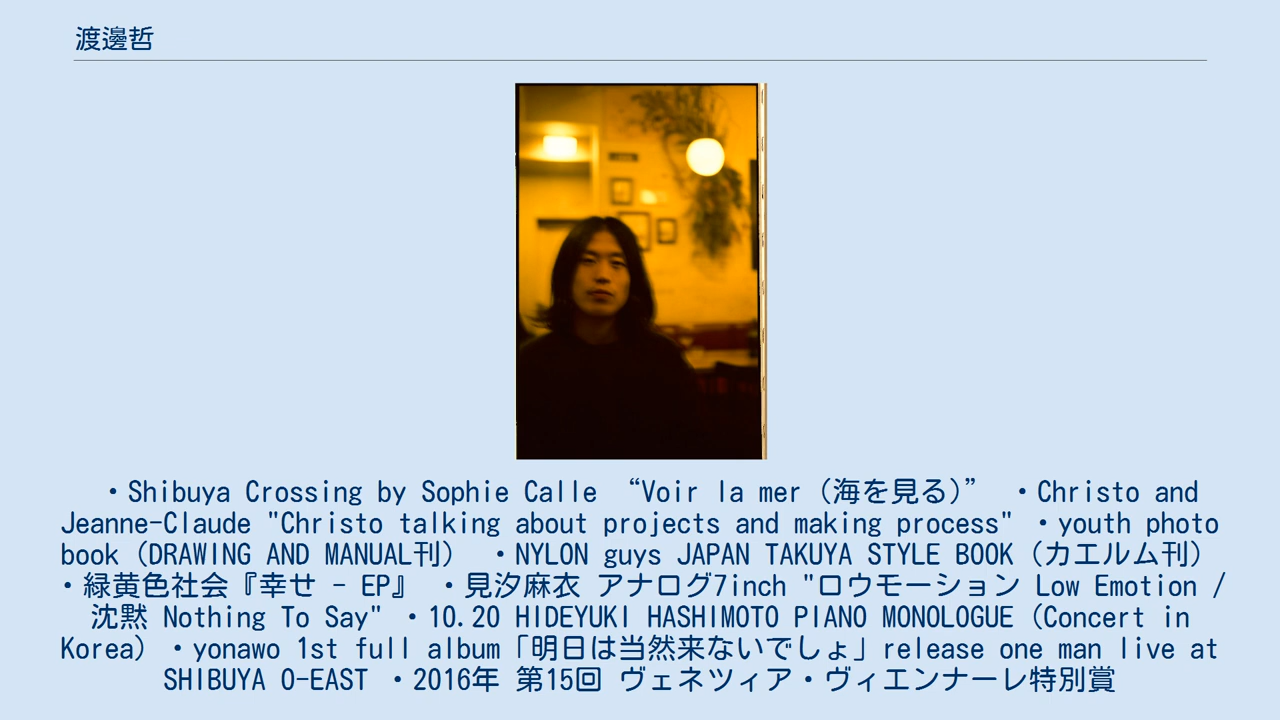 渡邊哲
・Shibuya Crossing by Sophie Calle “Voir la mer（海を見る）” ・Christo and
Jeanne-Claude "Christo talking about projects and making process" ・youth photo
book（DRAWING AND MANUAL刊） ・NYLON guys JAPAN TAKUYA STYLE BOOK（カエルム刊）
・緑黄色社会『幸せ - EP』 ・見汐麻衣 アナログ7inch "ロウモーション Low Emotion /
沈黙 Nothing To Say" ・10.20 HIDEYUKI HASHIMOTO PIANO MONOLOGUE（Concert in
Korea）・yonawo 1st full album「明日は当然来ないでしょ」release one man live at
SHIBUYA O-EAST ・2016年 第15回 ヴェネツィア・ヴィエンナーレ特別賞